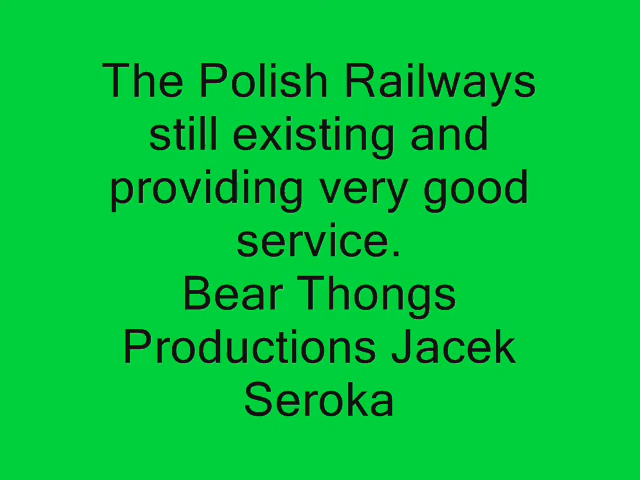 The Polish Railways
still existing and
providing very good
service.
Bear Thongs
Productions Jacek
Seroka